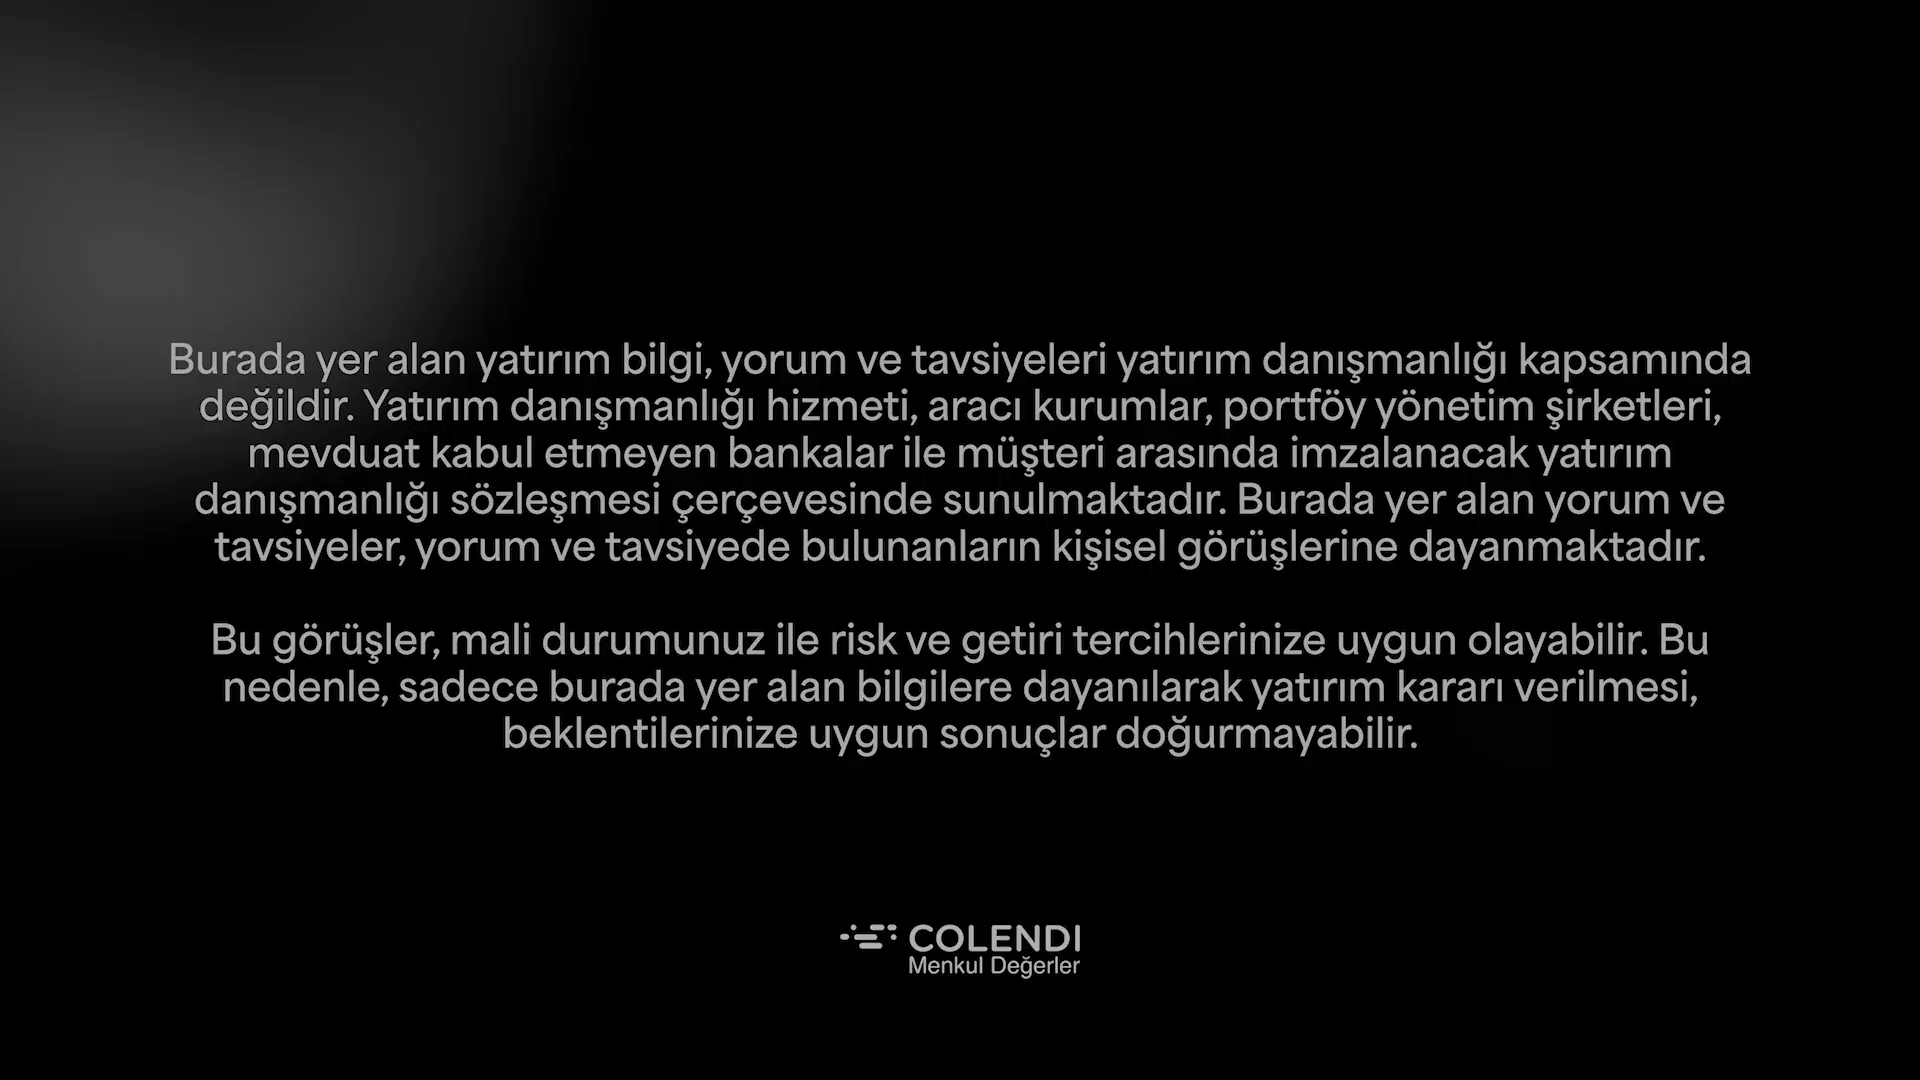 Burada yer alan yatırım bilgi, yorum ve tavsiyeleri yatırım danışmanlığı kapsamında
değildir. Yatırım danışmanlığı hizmeti, aracı kurumlar, portföy yönetim şirketleri,
mevduat kabul etmeyen bankalar ile müşteri arasında imzalanacak yatırım
danışmanlığı sözleşmesi çerçevesinde sunulmaktadır. Burada yer alan yorum ve
tavsiyeler, yorum ve tavsiyede bulunanların kişisel görüşlerine dayanmaktadır.
Bu görüşler, mali durumunuz ile risk ve getiri tercihlerinize uygun olayabilir. Bu
nedenle, sadece burada yer alan bilgilere dayanılarak yatırım kararı verilmesi,
beklentilerinize uygun sonuçlar doğurmayabilir.
COLENDI
Menkul Değerler